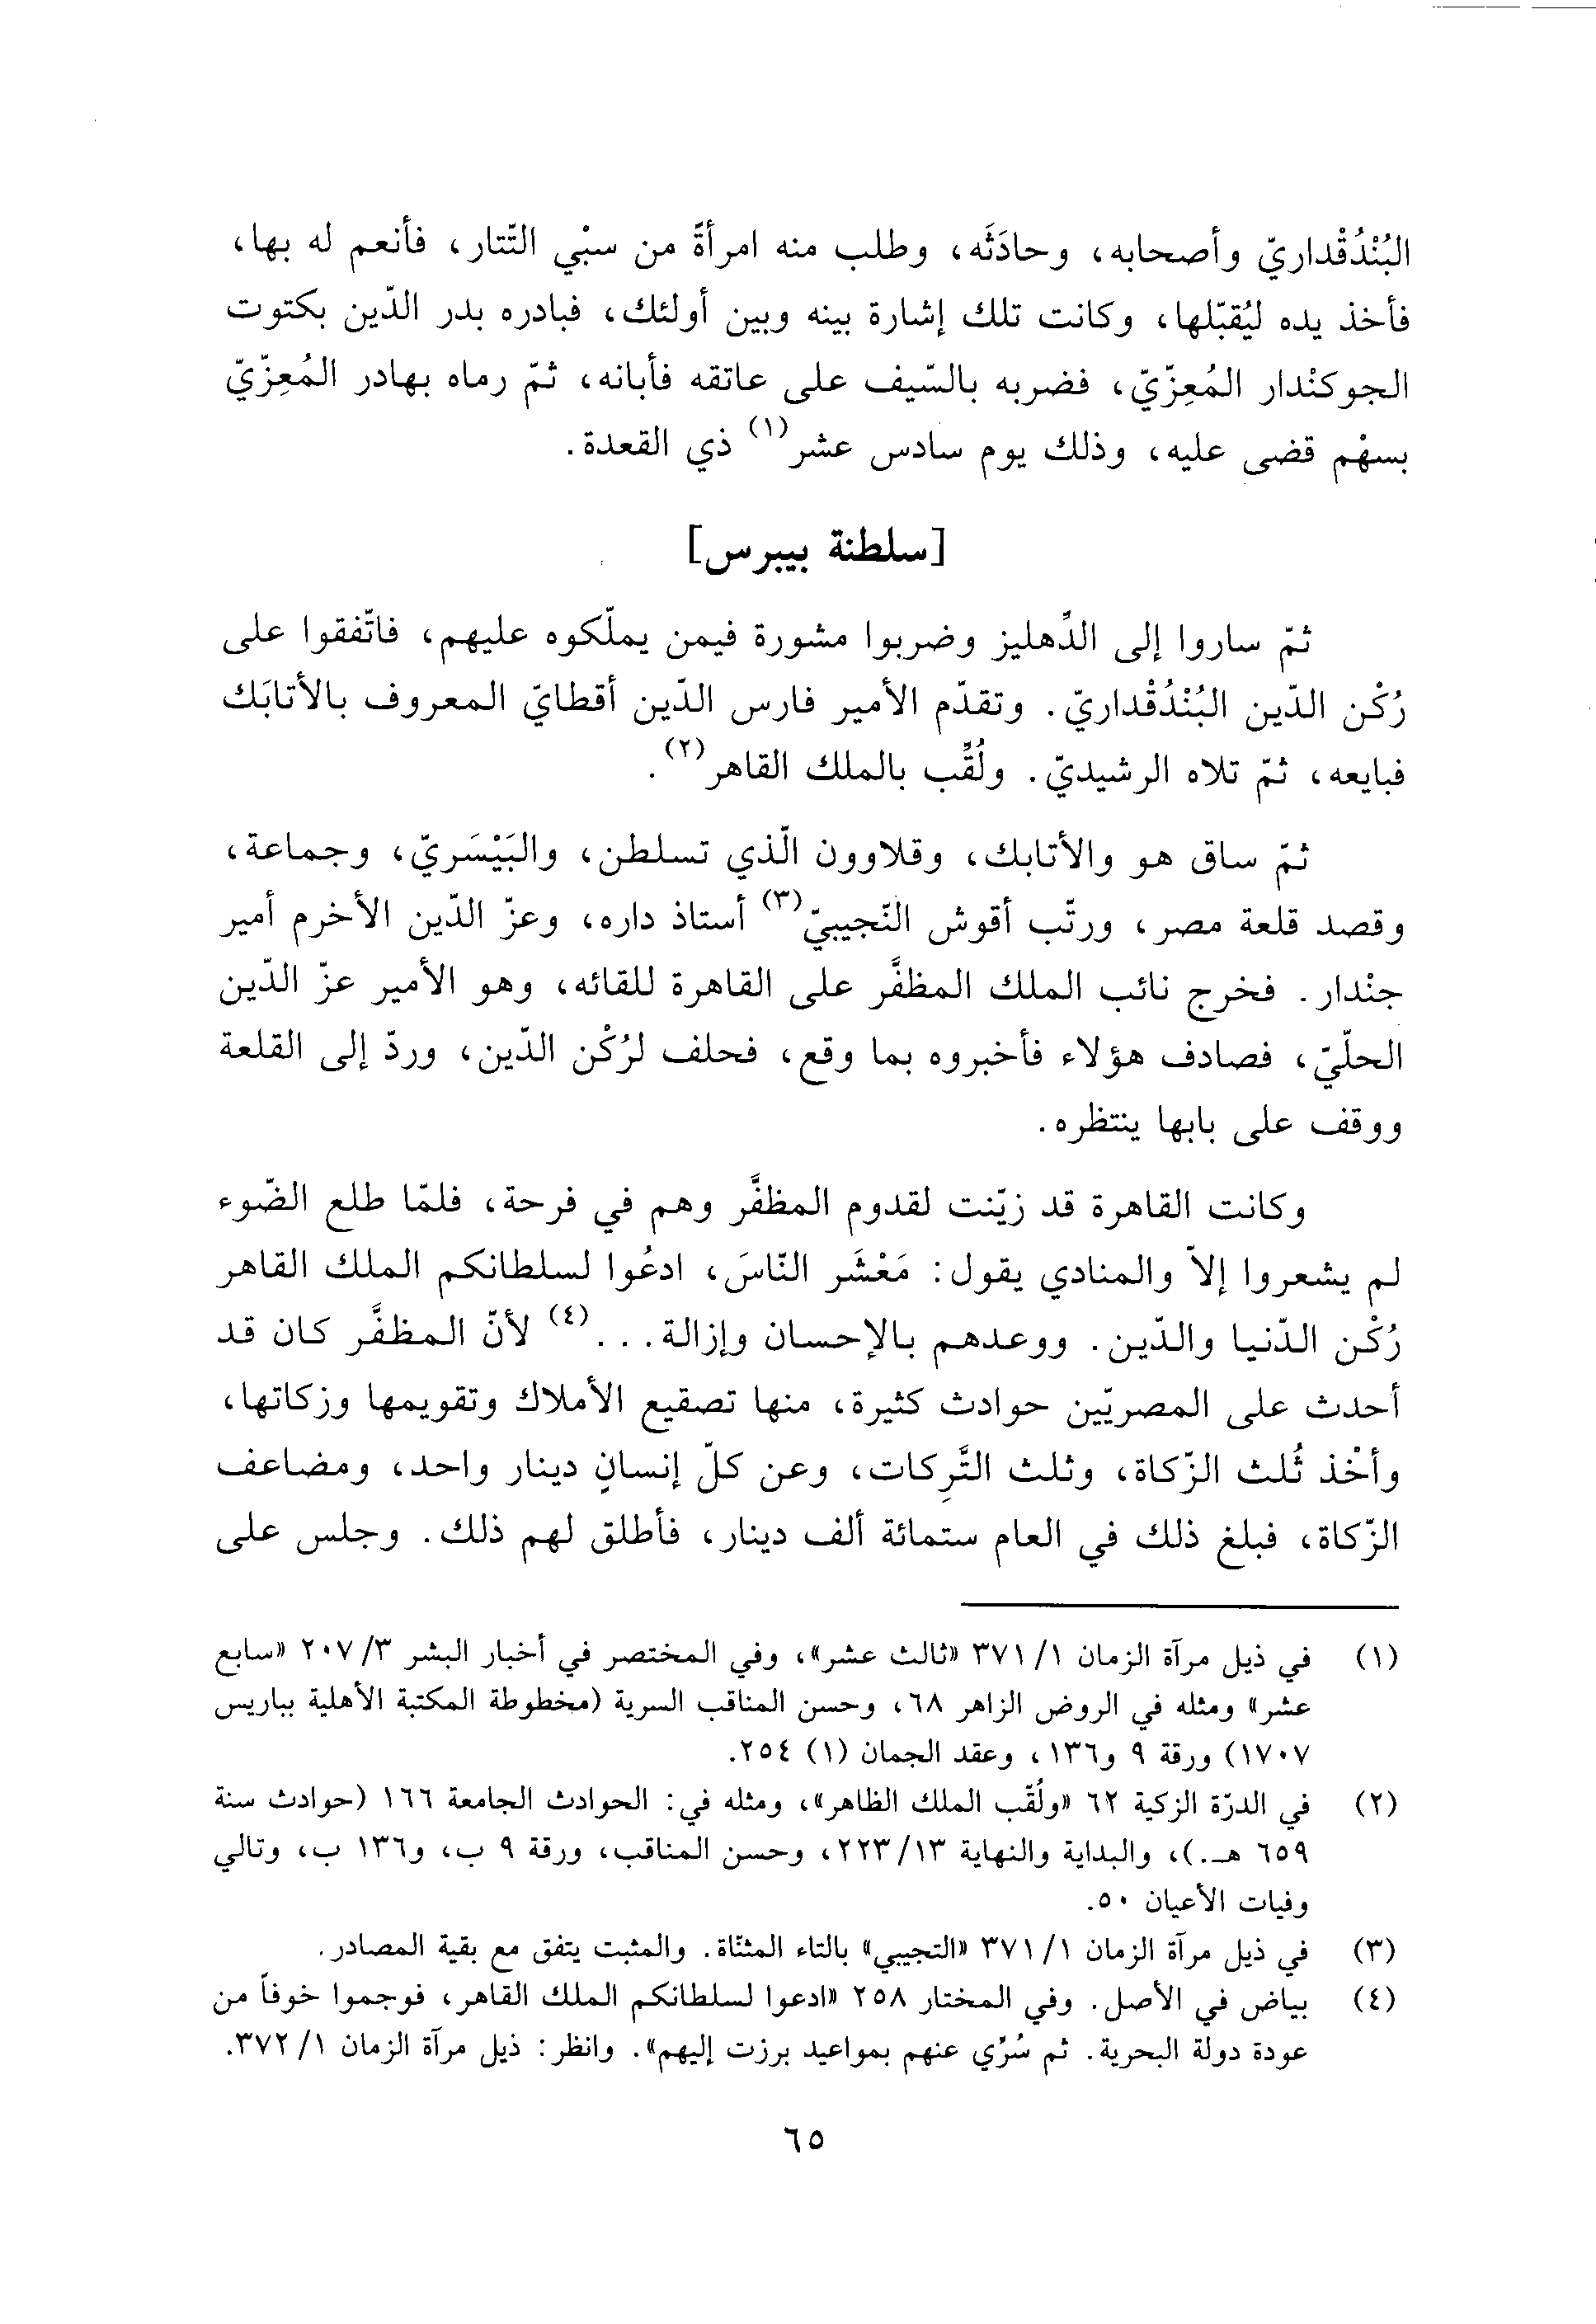 البُنْدُقْداريّ وأصحابه، وحادَثَه، وطلب منه امرأةً من سبْي التّتار، فأنعم له بها،
فأخذ يده ليُقبّلها، وكانت تلك إشارة بينه وبين أولئك، فبادره بدر الدّين بكتوت
الجوكنْدار المُعِزّيّ، فضربه بالسّيف على عاتقه فأبانه، ثمّ رماه بهادر المُعِزّيّ
بسهْم قضى عليه، وذلك يوم سادس عشر(١) ذي القعدة.
[سلطنة بيبرس]
ثمّ ساروا إلى الدِّهليز وضربوا مشورة فيمن يملّكوه عليهم، فاتّفقوا على
رُكْن الدّين البُنْدُقْداريّ. وتقدّم الأمير فارس الدّين أقطايّ المعروف بالأتابَك
فبايعه، ثمّ تلاه الرشيديّ. ولُقِّب بالملك القاهر(٢).
ثمّ ساق هو والأتابك، وقلاوون الّذي تسلطن، والبَيْسَريّ، وجماعة،
وقصد قلعة مصر، ورتّب أقوش النّجيبيّ(٣) أستاذ داره، وعزّ الدّين الأخرم أمير
جنْدار. فخرج نائب الملك المظفَّر على القاهرة للقائه، وهو الأمير عزّ الدّين
الحلّيّ، فصادف هؤلاء فأخبروه بما وقع، فحلف لرُكْن الدّين، وردّ إلى القلعة
ووقف على بابها ينتظره.
وكانت القاهرة قد زيّنت لقدوم المظفَّر وهم في فرحة، فلمّا طلع الضّوء
لم يشعروا إلاّ والمنادي يقول: مَعْشَر النّاسَ، ادعُوا لسلطانكم الملك القاهر
رُكْن الدّنيا والدّين. ووعدهم بالإحسان وإزالة...(٤) لأنّ المظفَّر كان قد
أحدث على المصريّين حوادث كثيرة، منها تصقيع الأملاك وتقويمها وزكاتها،
وأخْذ ثُلث الزّكاة، وثلث التَّرِكات، وعن كلّ إنسانٍ دينار واحد، ومضاعف
الزّكاة، فبلغ ذلك في العام ستمائة ألف دينار، فأطلق لهم ذلك. وجلس على
(١) في ذيل مرآة الزمان ٣٧١/١ «ثالث عشر»، وفي المختصر في أخبار البشر ٢٠٧/٣ «سابع
عشر» ومثله في الروض الزاهر ٦٨، وحسن المناقب السرية (مخطوطة المكتبة الأهلية بباريس
١٧٠٧) ورقة ٩ و١٣٦، وعقد الجمان (١) ٢٥٤.
(٢) في الدرّة الزكية ٦٢ «ولُقّب الملك الظاهر»، ومثله في: الحوادث الجامعة ١٦٦ (حوادث سنة
٦٥٩ هـ.)، والبداية والنهاية ٢٢٣/١٣، وحسن المناقب، ورقة ٩ ب، و١٣٦ ب، وتالي
وفيات الأعيان ٥٠.
(٣) في ذيل مرآة الزمان ٣٧١/١ «التجيبي» بالتاء المثنّاة. والمثبت يتفق مع بقية المصادر.
(٤) بياض في الأصل. وفي المختار ٢٥٨ «ادعوا لسلطانكم الملك القاهر، فوجموا خوفاً من
عودة دولة البحرية. ثم سُرِّي عنهم بمواعيد برزت إليهم». وانظر: ذيل مرآة الزمان ٣٧٢/١.
٦٥